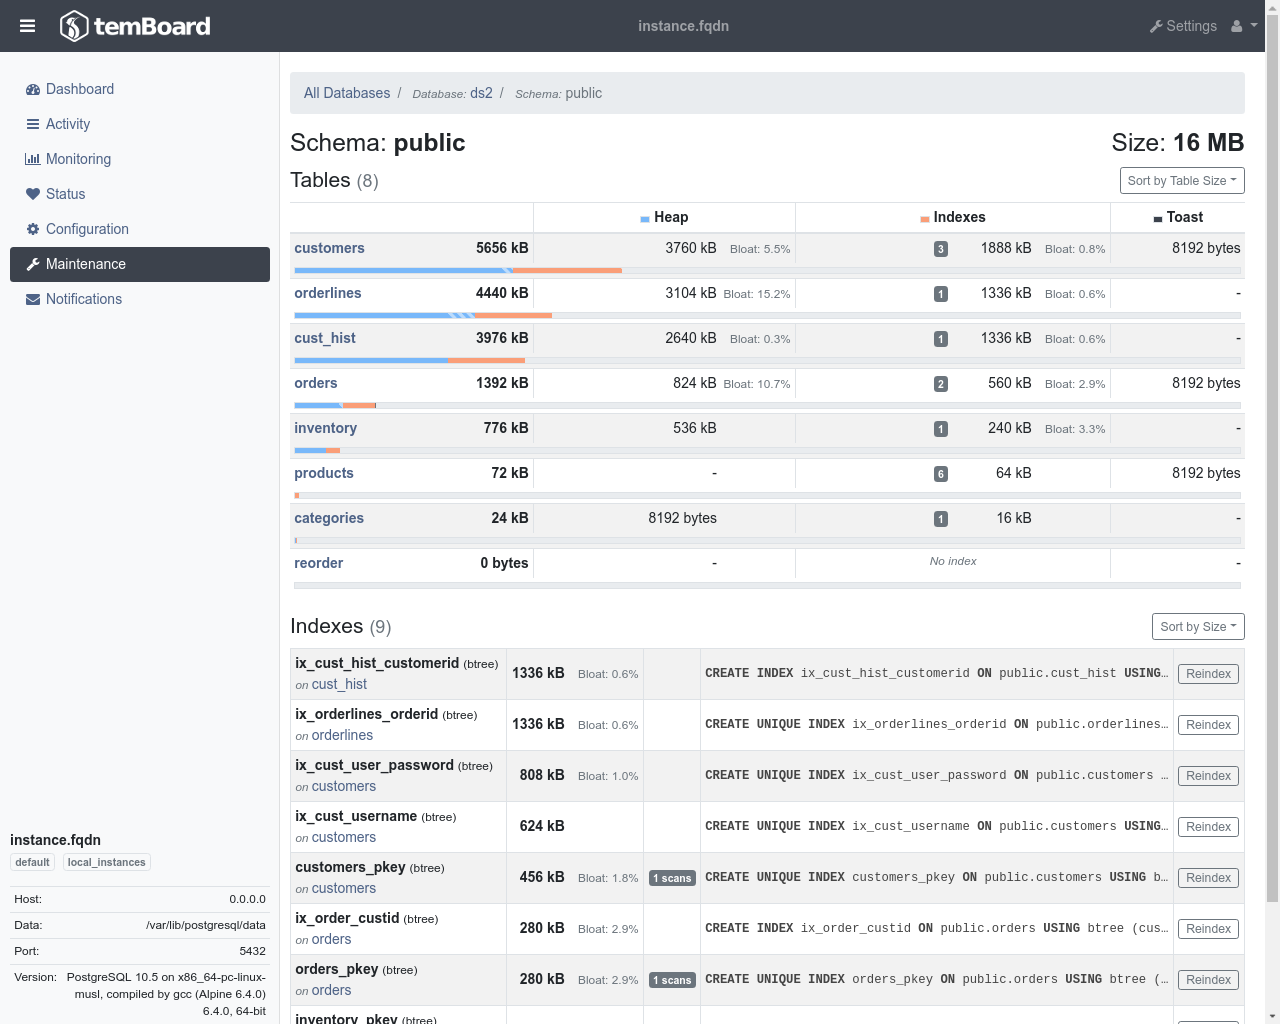 temBoard
instance.fqdn
Settings
Dashboard
Activity
Monitoring
Status
Configuration
Maintenance
Notifications
instance.fqdn
default local_instances
Host: 0.0.0.0
Data: /var/lib/postgresql/data
Port: 5432
Version: PostgreSQL 10.5 on x86_64-pc-linux-
musl, compiled by gcc (Alpine 6.4.0)
6.4.0, 64-bit
All Databases / Database: ds2 / Schema: public
Schema: public Size: 16 MB
Tables (8) Sort by Table Size
Heap Indexes Toast
customers 5656 kB 3760 kB Bloat: 5.5% 3 1888 kB Bloat: 0.8% 8192 bytes
orderlines 4440 kB 3104 kB Bloat: 15.2% 1 1336 kB Bloat: 0.6% -
cust_hist 3976 kB 2640 kB Bloat: 0.3% 1 1336 kB Bloat: 0.6% -
orders 1392 kB 824 kB Bloat: 10.7% 2 560 kB Bloat: 2.9% 8192 bytes
inventory 776 kB 536 kB 1 240 kB Bloat: 3.3% -
products 72 kB - 6 64 kB 8192 bytes
categories 24 kB 8192 bytes 1 16 kB -
reorder 0 bytes - No index -
Indexes (9) Sort by Size
ix_cust_hist_customerid (btree)
on cust_hist
1336 kB Bloat: 0.6% CREATE INDEX ix_cust_hist_customerid ON public.cust_hist USING… Reindex
ix_orderlines_orderid (btree)
on orderlines
1336 kB Bloat: 0.6% CREATE UNIQUE INDEX ix_orderlines_orderid ON public.orderlines… Reindex
ix_cust_user_password (btree)
on customers
808 kB Bloat: 1.0% CREATE UNIQUE INDEX ix_cust_user_password ON public.customers … Reindex
ix_cust_username (btree)
on customers
624 kB CREATE UNIQUE INDEX ix_cust_username ON public.customers USING… Reindex
customers_pkey (btree)
on customers
456 kB Bloat: 1.8% 1 scans CREATE UNIQUE INDEX customers_pkey ON public.customers USING b… Reindex
ix_order_custid (btree)
on orders
280 kB Bloat: 2.9% CREATE INDEX ix_order_custid ON public.orders USING btree (cus… Reindex
orders_pkey (btree)
on orders
280 kB Bloat: 2.9% 1 scans CREATE UNIQUE INDEX orders_pkey ON public.orders USING btree (… Reindex
inventory_pkey (btree)